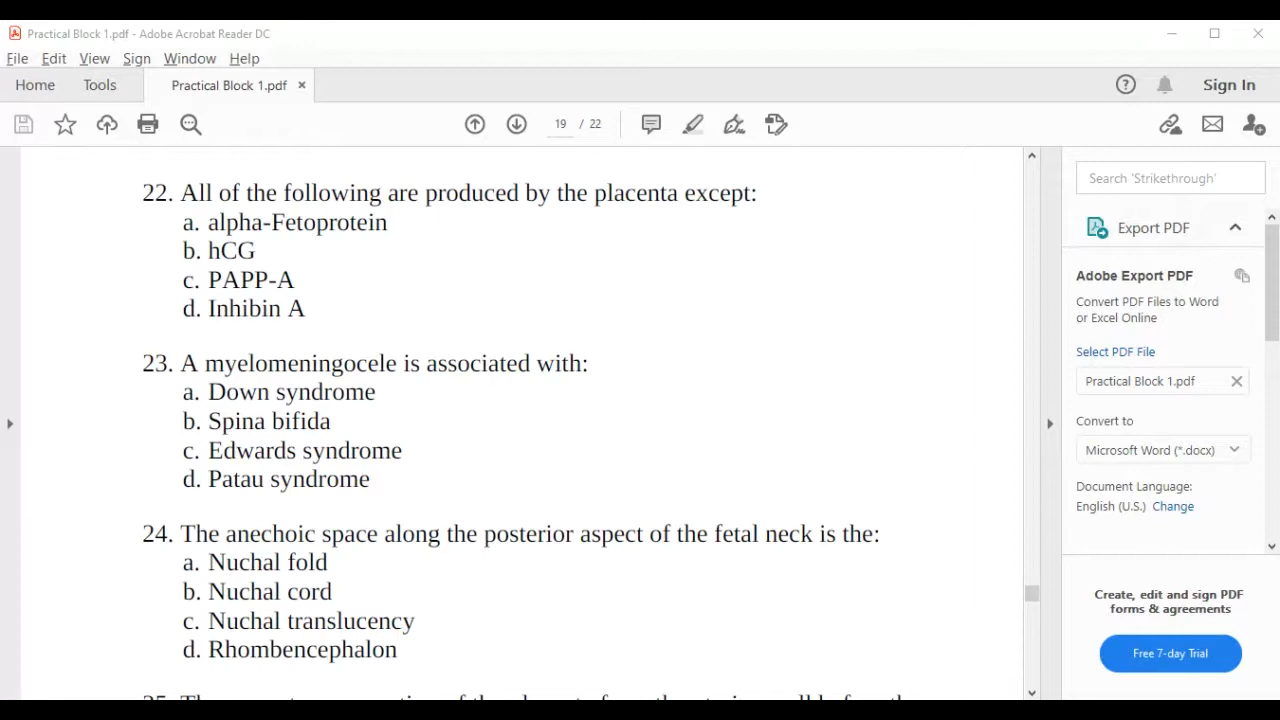 Practical Block 1.pdf - Adobe Acrobat Reader DC
File Edit View Sign Window Help
Home Tools Practical Block 1.pdf × Sign In
19 / 22
22. All of the following are produced by the placenta except:
a. alpha-Fetoprotein
b. hCG
c. PAPP-A
d. Inhibin A
23. A myelomeningocele is associated with:
a. Down syndrome
b. Spina bifida
c. Edwards syndrome
d. Patau syndrome
24. The anechoic space along the posterior aspect of the fetal neck is the:
a. Nuchal fold
b. Nuchal cord
c. Nuchal translucency
d. Rhombencephalon
Search 'Strikethrough'
Export PDF
Adobe Export PDF
Convert PDF Files to Word
or Excel Online
Select PDF File
Practical Block 1.pdf
Convert to
Microsoft Word (*.docx)
Document Language:
English (U.S.) Change
Create, edit and sign PDF
forms & agreements
Free 7-day Trial